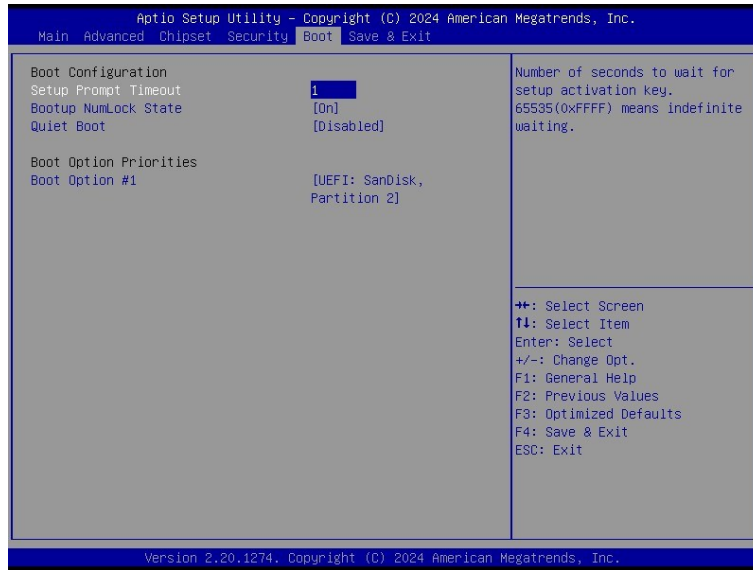 Aptio Setup Utility – Copyright (C) 2024 American Megatrends, Inc.
Main Advanced Chipset Security Boot Save & Exit
Boot Configuration
Setup Prompt Timeout 1
Bootup NumLock State [On]
Quiet Boot [Disabled]
Boot Option Priorities
Boot Option #1 [UEFI: SanDisk,
Partition 2]
Number of seconds to wait for
setup activation key.
65535(0xFFFF) means indefinite
waiting.
→←: Select Screen
↑↓: Select Item
Enter: Select
+/-: Change Opt.
F1: General Help
F2: Previous Values
F3: Optimized Defaults
F4: Save & Exit
ESC: Exit
Version 2.20.1274. Copyright (C) 2024 American Megatrends, Inc.